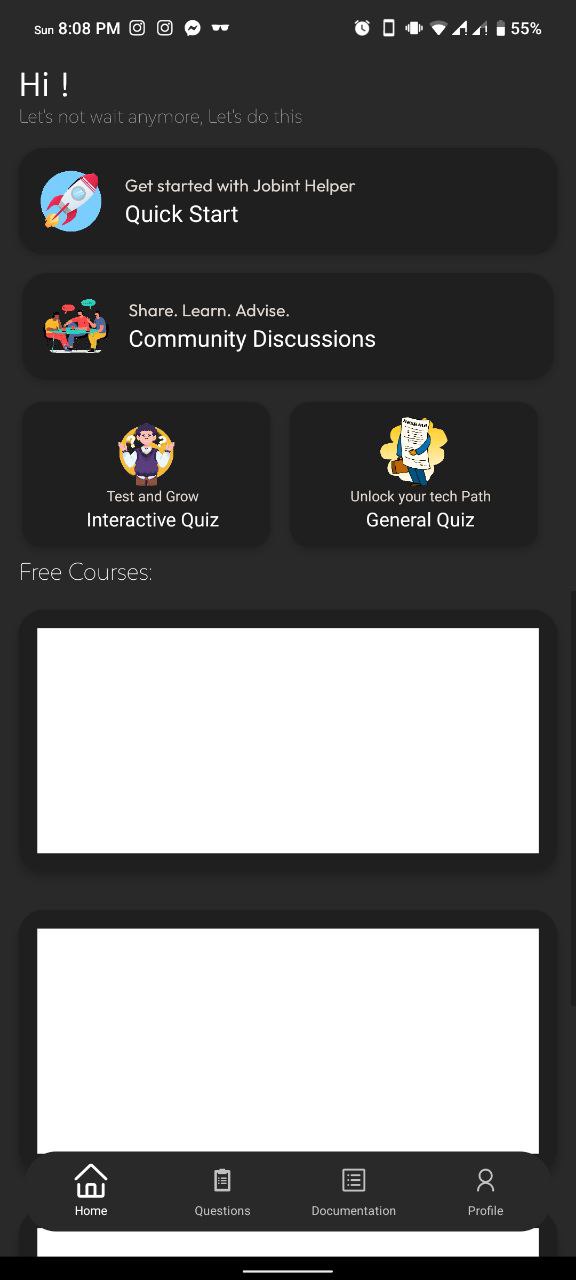 Sun 8:08 PM
55%
Hi !
Let's not wait anymore, Let's do this
Get started with Jobint Helper
Quick Start
Share. Learn. Advise.
Community Discussions
Test and Grow
Interactive Quiz
Unlock your tech Path
General Quiz
Free Courses:
Home
Questions
Documentation
Profile